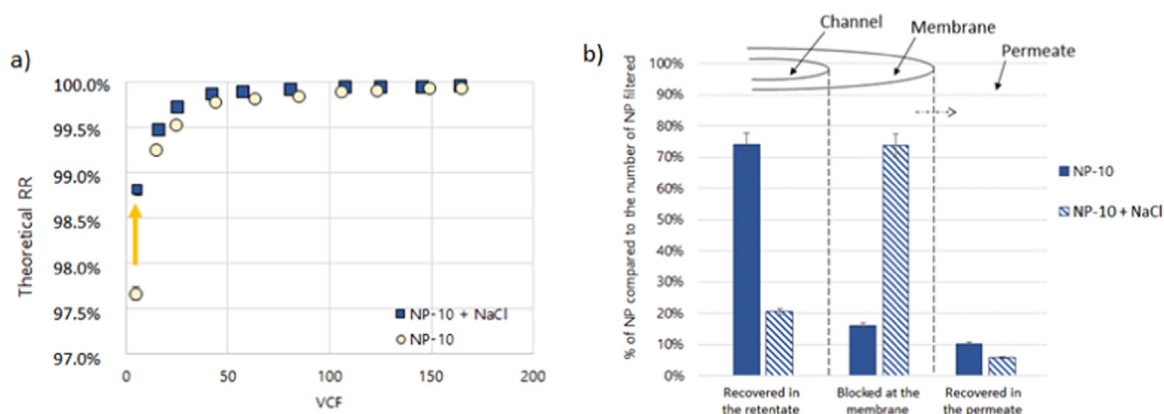 a)
Theoretical RR
100.0%
99.5%
99.0%
98.5%
98.0%
97.5%
97.0%
0
50
100
150
200
VCF
NP-10 + NaCl
NP-10
b)
Channel
Membrane
Permeate
% of NP compared to the number of NP filtered
100%
90%
80%
70%
60%
50%
40%
30%
20%
10%
0%
Recovered in
the retentate
Blocked at the
membrane
Recovered in
the permeate
NP-10
NP-10 + NaCl